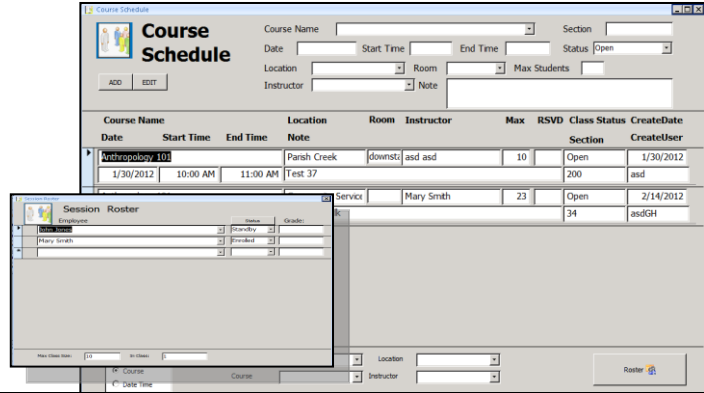 Course Schedule
Course Schedule
Course Name
Section
Date
Start Time
End Time
Status Open
Location
Room
Max Students
ADD EDIT
Instructor
Note
Course Name Location Room Instructor Max RSVD Class Status CreateDate
Date Start Time End Time Note Section CreateUser
Anthropology 101 Parish Creek downsta asd asd 10 Open 1/30/2012
1/30/2012 10:00 AM 11:00 AM Test 37 200 asd
Service Mary Smith 23 Open 2/14/2012
34 asdGH
Session Roster
Session Roster
Employee Status Grade:
John Jones Standby
Mary Smith Enrolled
Max Class Size: 10 In Class: 1
Location
Course
Course
Instructor
Date Time
Roster